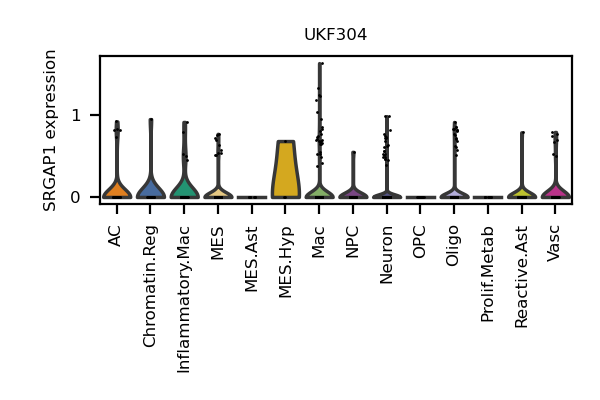 UKF304
SRGAP1 expression
1
0
AC
Chromatin.Reg
Inflammatory.Mac
MES
MES.Ast
MES.Hyp
Mac
NPC
Neuron
OPC
Oligo
Prolif.Metab
Reactive.Ast
Vasc